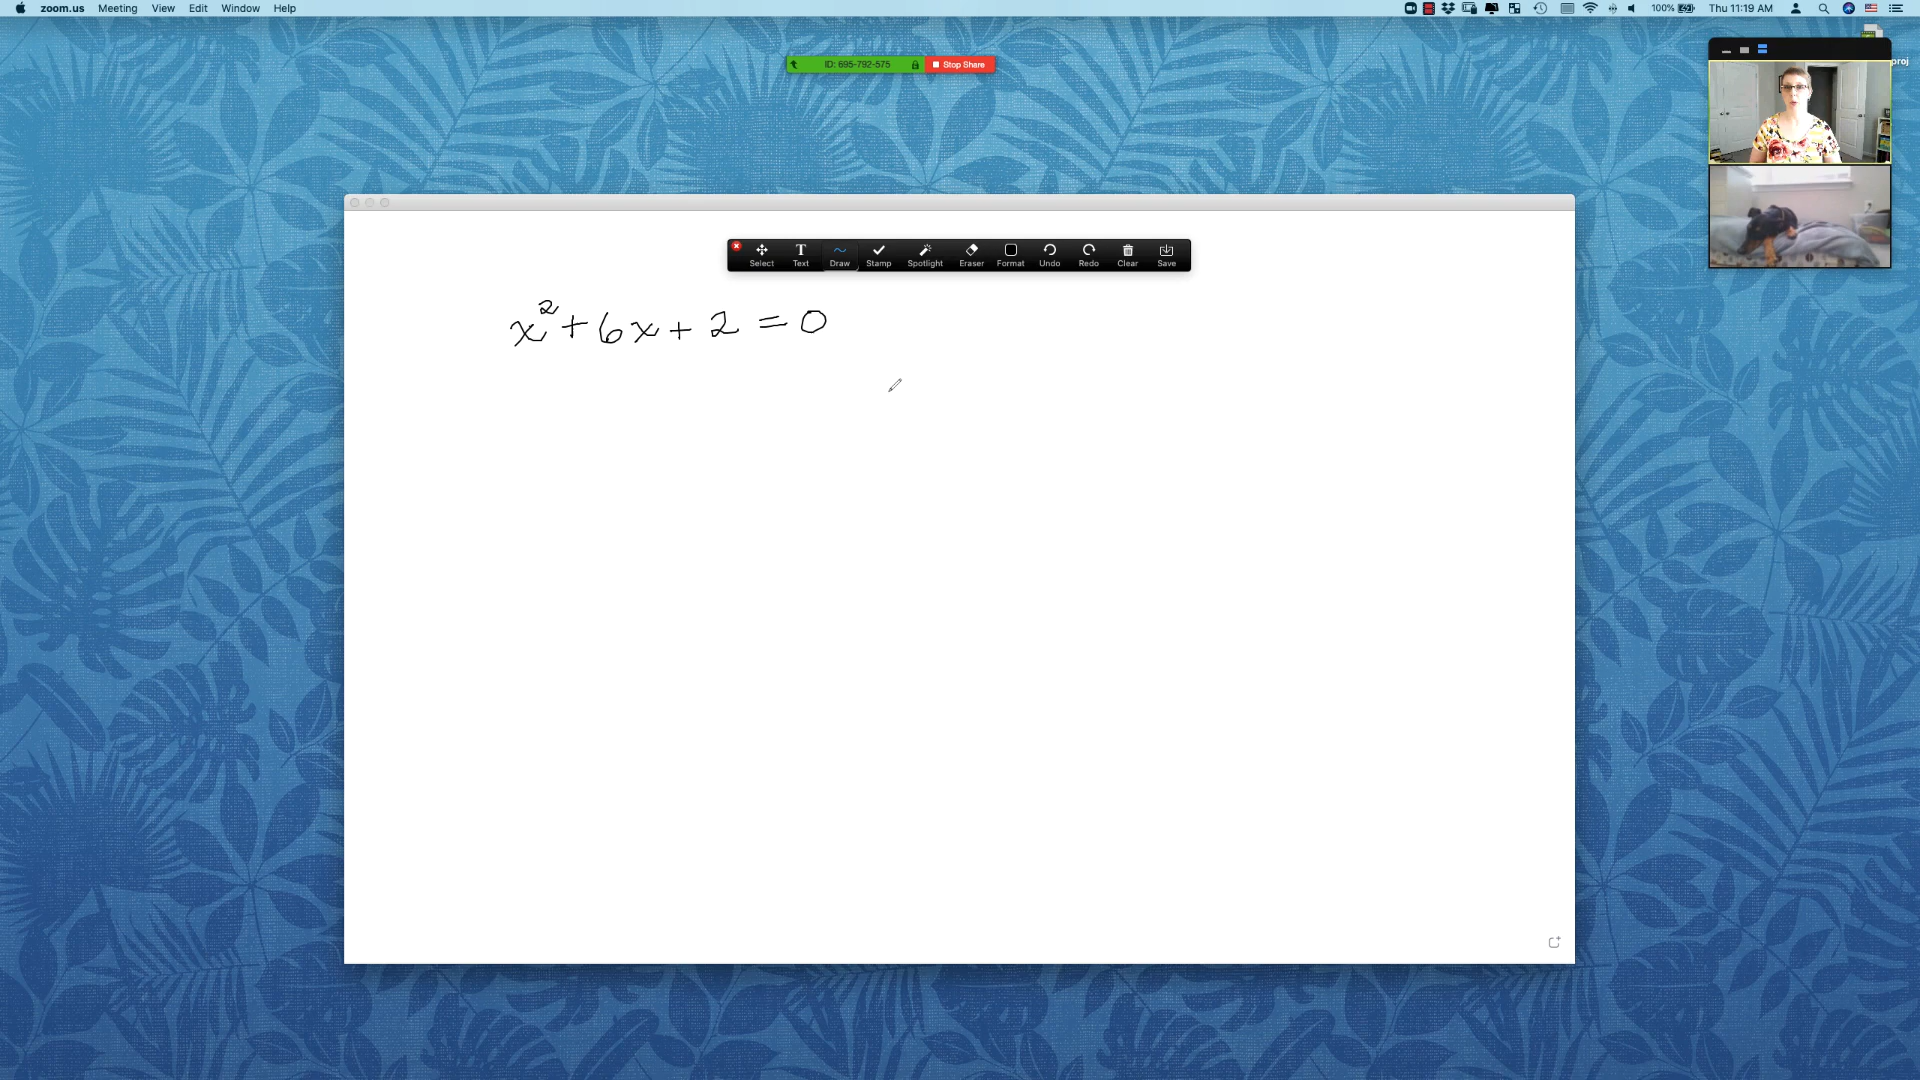 zoom.us Meeting View Edit Window Help 100% Thu 11:19 AM
ID: 695-792-575 Stop Share
proj
Select Text Draw Stamp Spotlight Eraser Format Undo Redo Clear Save
x² + 6x + 2 = 0